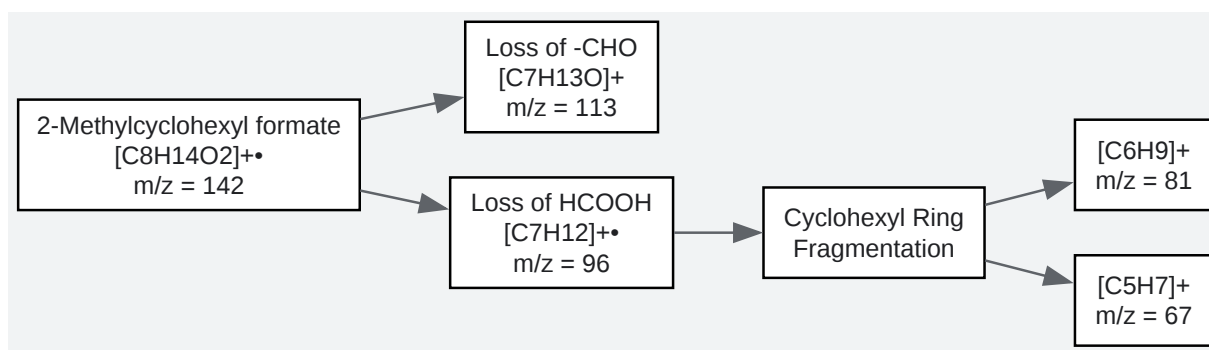 2-Methylcyclohexyl formate
[C8H14O2]+•
m/z = 142
Loss of -CHO
[C7H13O]+
m/z = 113
Loss of HCOOH
[C7H12]+•
m/z = 96
Cyclohexyl Ring
Fragmentation
[C6H9]+
m/z = 81
[C5H7]+
m/z = 67